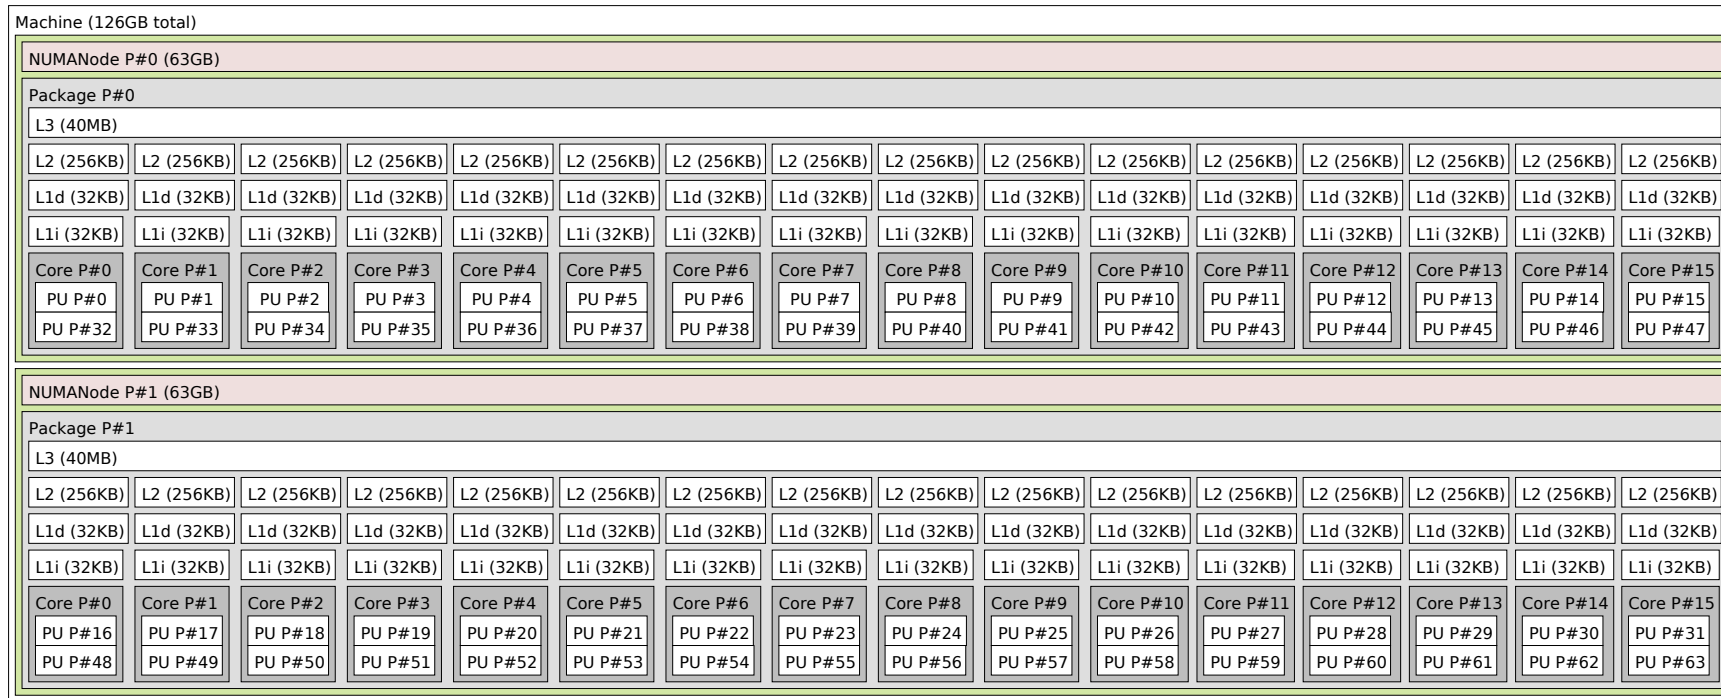 Machine (126GB total)
NUMANode P#0 (63GB)
Package P#0
L3 (40MB)
L2 (256KB) L2 (256KB) L2 (256KB) L2 (256KB) L2 (256KB) L2 (256KB) L2 (256KB) L2 (256KB) L2 (256KB) L2 (256KB) L2 (256KB) L2 (256KB) L2 (256KB) L2 (256KB) L2 (256KB) L2 (256KB)
L1d (32KB) L1d (32KB) L1d (32KB) L1d (32KB) L1d (32KB) L1d (32KB) L1d (32KB) L1d (32KB) L1d (32KB) L1d (32KB) L1d (32KB) L1d (32KB) L1d (32KB) L1d (32KB) L1d (32KB) L1d (32KB)
L1i (32KB) L1i (32KB) L1i (32KB) L1i (32KB) L1i (32KB) L1i (32KB) L1i (32KB) L1i (32KB) L1i (32KB) L1i (32KB) L1i (32KB) L1i (32KB) L1i (32KB) L1i (32KB) L1i (32KB) L1i (32KB)
Core P#0 Core P#1 Core P#2 Core P#3 Core P#4 Core P#5 Core P#6 Core P#7 Core P#8 Core P#9 Core P#10 Core P#11 Core P#12 Core P#13 Core P#14 Core P#15
PU P#0 PU P#1 PU P#2 PU P#3 PU P#4 PU P#5 PU P#6 PU P#7 PU P#8 PU P#9 PU P#10 PU P#11 PU P#12 PU P#13 PU P#14 PU P#15
PU P#32 PU P#33 PU P#34 PU P#35 PU P#36 PU P#37 PU P#38 PU P#39 PU P#40 PU P#41 PU P#42 PU P#43 PU P#44 PU P#45 PU P#46 PU P#47
NUMANode P#1 (63GB)
Package P#1
L3 (40MB)
L2 (256KB) L2 (256KB) L2 (256KB) L2 (256KB) L2 (256KB) L2 (256KB) L2 (256KB) L2 (256KB) L2 (256KB) L2 (256KB) L2 (256KB) L2 (256KB) L2 (256KB) L2 (256KB) L2 (256KB) L2 (256KB)
L1d (32KB) L1d (32KB) L1d (32KB) L1d (32KB) L1d (32KB) L1d (32KB) L1d (32KB) L1d (32KB) L1d (32KB) L1d (32KB) L1d (32KB) L1d (32KB) L1d (32KB) L1d (32KB) L1d (32KB) L1d (32KB)
L1i (32KB) L1i (32KB) L1i (32KB) L1i (32KB) L1i (32KB) L1i (32KB) L1i (32KB) L1i (32KB) L1i (32KB) L1i (32KB) L1i (32KB) L1i (32KB) L1i (32KB) L1i (32KB) L1i (32KB) L1i (32KB)
Core P#0 Core P#1 Core P#2 Core P#3 Core P#4 Core P#5 Core P#6 Core P#7 Core P#8 Core P#9 Core P#10 Core P#11 Core P#12 Core P#13 Core P#14 Core P#15
PU P#16 PU P#17 PU P#18 PU P#19 PU P#20 PU P#21 PU P#22 PU P#23 PU P#24 PU P#25 PU P#26 PU P#27 PU P#28 PU P#29 PU P#30 PU P#31
PU P#48 PU P#49 PU P#50 PU P#51 PU P#52 PU P#53 PU P#54 PU P#55 PU P#56 PU P#57 PU P#58 PU P#59 PU P#60 PU P#61 PU P#62 PU P#63